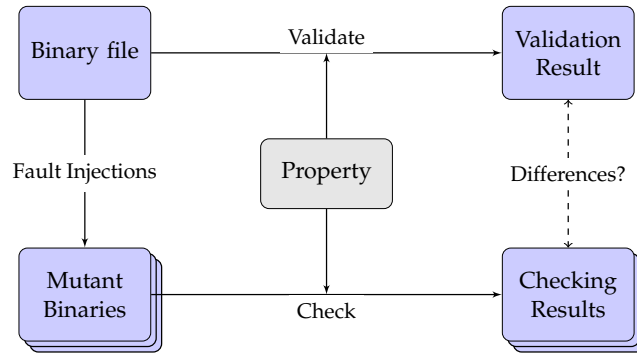 Binary file
Validate
Validation
Result
Fault Injections
Property
Differences?
Mutant
Binaries
Check
Checking
Results